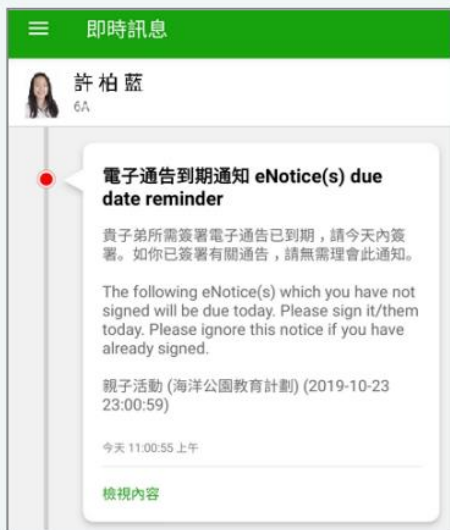 即時訊息
許柏藍
6A
電子通告到期通知 eNotice(s) due
date reminder
貴子弟所需簽署電子通告已到期，請今天內簽
署。如你已簽署有關通告，請無需理會此通知。
The following eNotice(s) which you have not
signed will be due today. Please sign it/them
today. Please ignore this notice if you have
already signed.
親子活動 (海洋公園教育計劃) (2019-10-23
23:00:59)
今天 11:00:55 上午
檢視內容